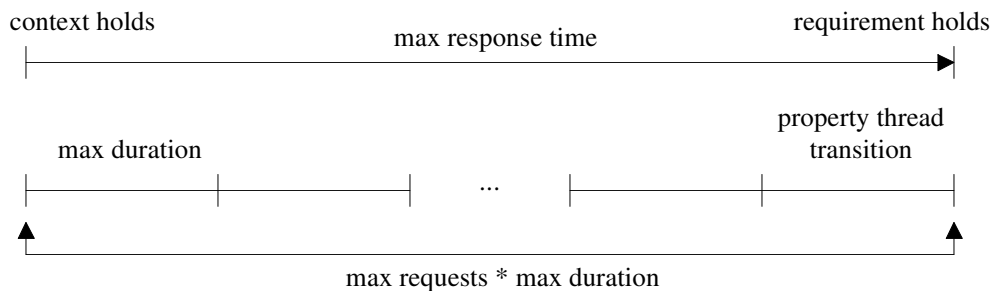 context holds
max response time
requirement holds
max duration
property thread
transition
...
max requests * max duration